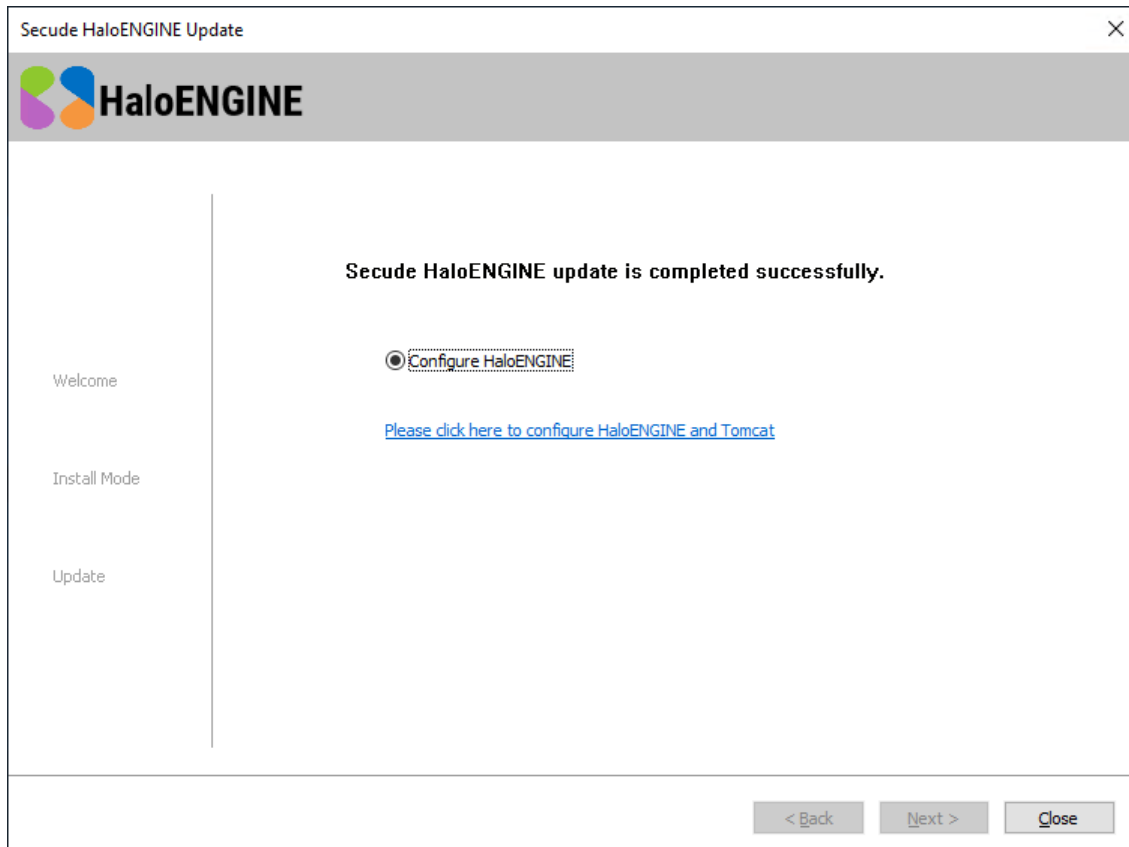 Secude HaloENGINE Update
HaloENGINE
Secude HaloENGINE update is completed successfully.
Configure HaloENGINE
Welcome
Please click here to configure HaloENGINE and Tomcat
Install Mode
Update
< Back
Next >
Close